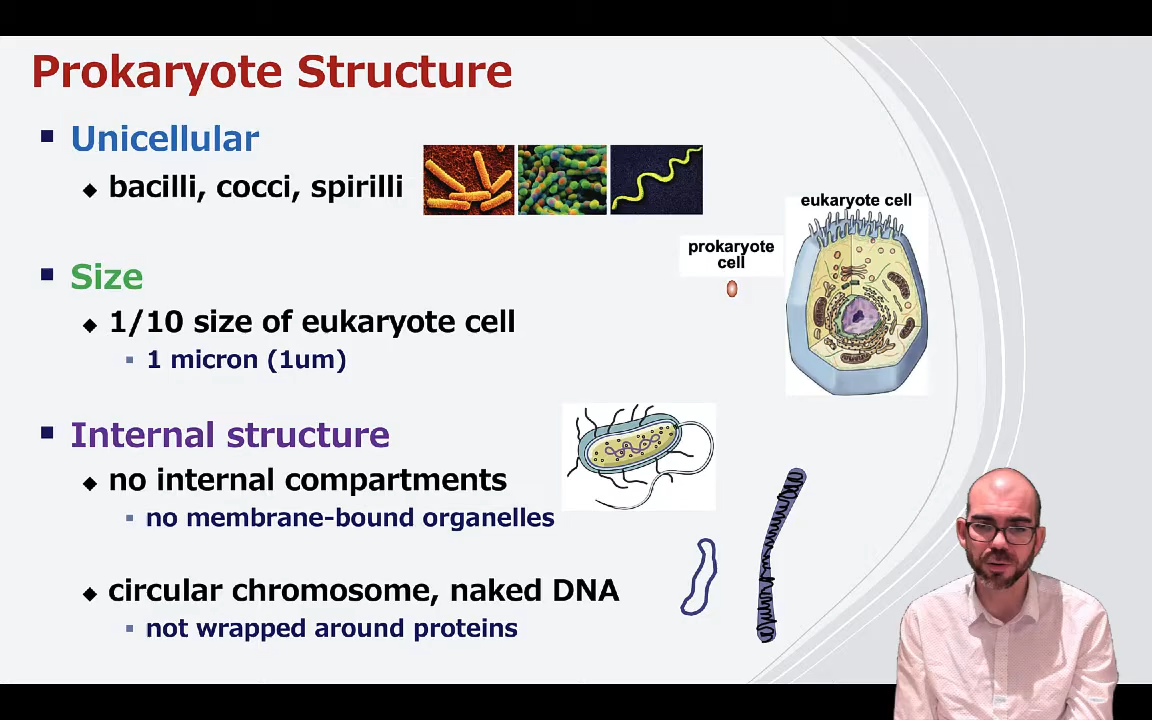 Prokaryote Structure
Unicellular
bacilli, cocci, spirilli
eukaryote cell
prokaryote
cell
Size
1/10 size of eukaryote cell
1 micron (1um)
Internal structure
no internal compartments
no membrane-bound organelles
circular chromosome, naked DNA
not wrapped around proteins